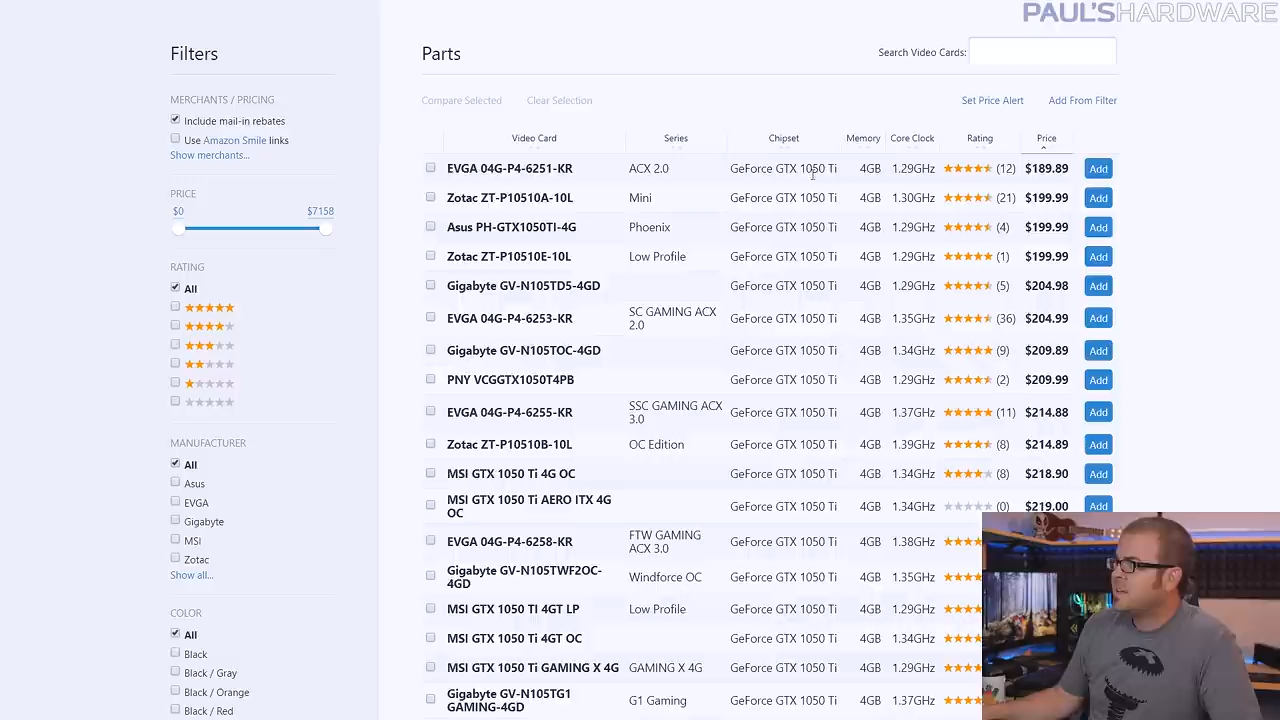 PAUL'SHARDWARE
Filters
Parts
Search Video Cards:
MERCHANTS / PRICING
Compare Selected Clear Selection Set Price Alert Add From Filter
Include mail-in rebates
Use Amazon Smile links
Show merchants...
Video Card Series Chipset Memory Core Clock Rating Price
EVGA 04G-P4-6251-KR ACX 2.0 GeForce GTX 1050 Ti 4GB 1.29GHz (12) $189.89 Add
Zotac ZT-P10510A-10L Mini GeForce GTX 1050 Ti 4GB 1.30GHz (21) $199.99 Add
Asus PH-GTX1050TI-4G Phoenix GeForce GTX 1050 Ti 4GB 1.29GHz (4) $199.99 Add
Zotac ZT-P10510E-10L Low Profile GeForce GTX 1050 Ti 4GB 1.29GHz (1) $199.99 Add
Gigabyte GV-N105TD5-4GD GeForce GTX 1050 Ti 4GB 1.29GHz (5) $204.98 Add
EVGA 04G-P4-6253-KR SC GAMING ACX 2.0 GeForce GTX 1050 Ti 4GB 1.35GHz (36) $204.99 Add
Gigabyte GV-N105TOC-4GD GeForce GTX 1050 Ti 4GB 1.34GHz (9) $209.89 Add
PNY VCGGTX1050T4PB GeForce GTX 1050 Ti 4GB 1.29GHz (2) $209.99 Add
EVGA 04G-P4-6255-KR SSC GAMING ACX 3.0 GeForce GTX 1050 Ti 4GB 1.37GHz (11) $214.88 Add
Zotac ZT-P10510B-10L OC Edition GeForce GTX 1050 Ti 4GB 1.39GHz (8) $214.89 Add
MSI GTX 1050 Ti 4G OC GeForce GTX 1050 Ti 4GB 1.34GHz (8) $218.90 Add
MSI GTX 1050 Ti AERO ITX 4G OC GeForce GTX 1050 Ti 4GB 1.34GHz (0) $219.00 Add
EVGA 04G-P4-6258-KR FTW GAMING ACX 3.0 GeForce GTX 1050 Ti 4GB 1.38GHz
Gigabyte GV-N105TWF2OC-4GD Windforce OC GeForce GTX 1050 Ti 4GB 1.35GHz
MSI GTX 1050 TI 4GT LP Low Profile GeForce GTX 1050 Ti 4GB 1.29GHz
MSI GTX 1050 Ti 4GT OC GeForce GTX 1050 Ti 4GB 1.34GHz
MSI GTX 1050 Ti GAMING X 4G GAMING X 4G GeForce GTX 1050 Ti 4GB 1.29GHz
Gigabyte GV-N105TG1 GAMING-4GD G1 Gaming GeForce GTX 1050 Ti 4GB 1.37GHz
PRICE
$0 $7158
RATING
All
MANUFACTURER
All
Asus
EVGA
Gigabyte
MSI
Zotac
Show all...
COLOR
All
Black
Black / Gray
Black / Orange
Black / Red